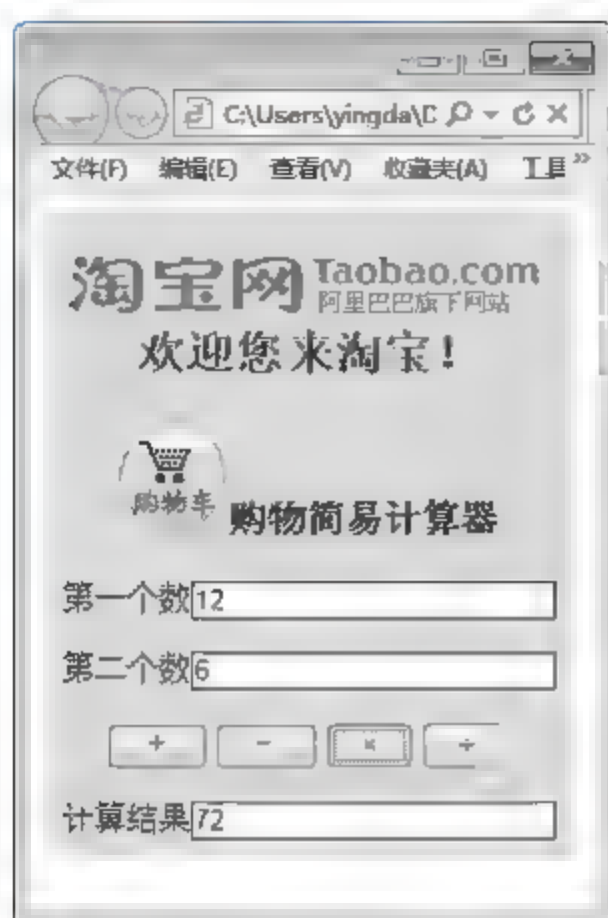 C:\Users\yingda\D
文件(F) 编辑(E) 查看(V) 收藏夹(A) 工具 »
淘宝网 Taobao.com
阿里巴巴旗下网站
欢迎您来淘宝!
购物车 购物简易计算器
第一个数 12
第二个数 6
+ - × ÷
计算结果 72